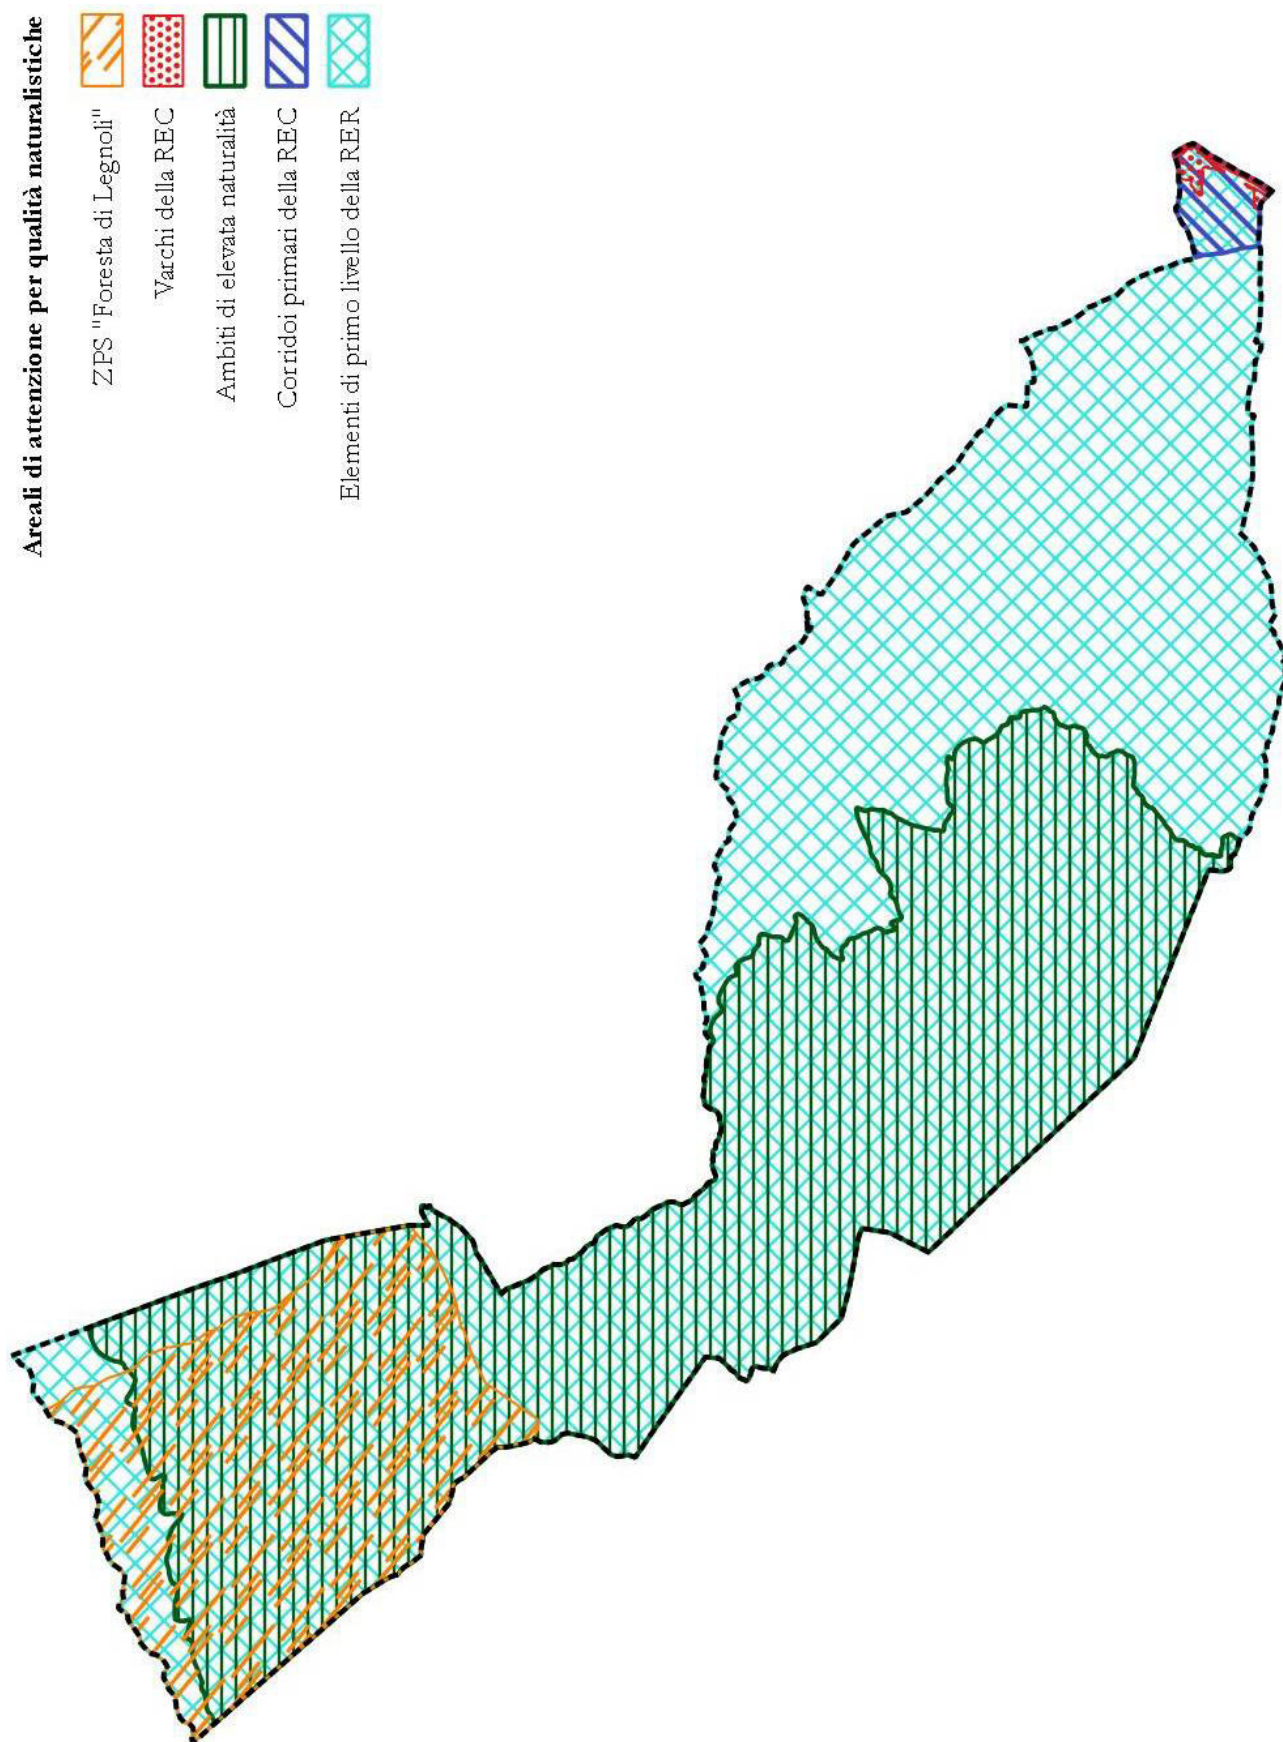 Areali di attenzione per qualità naturalistiche
ZPS "Foresta di Legnoli"
Varchi della REC
Ambiti di elevata naturalità
Corridoi primari della REC
Elementi di primo livello della RER